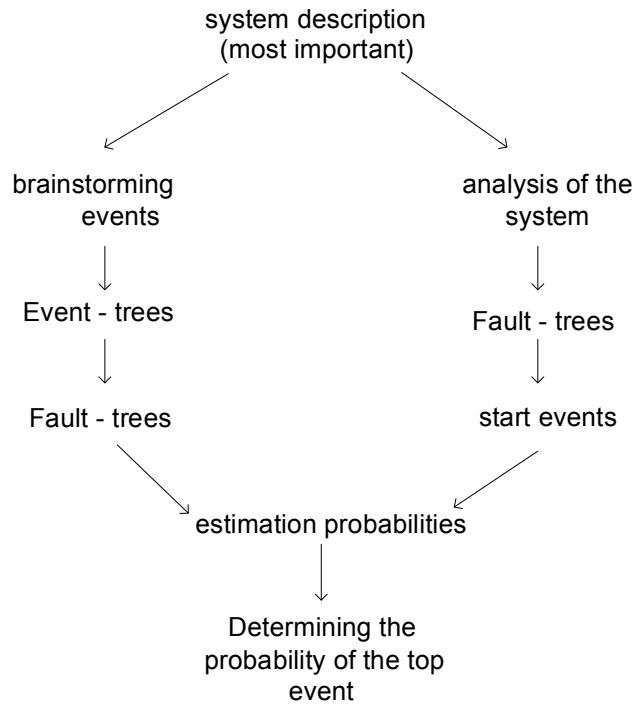 system description
(most important)
brainstorming
events
analysis of the
system
Event - trees
Fault - trees
Fault - trees
start events
estimation probabilities
Determining the
probability of the top
event